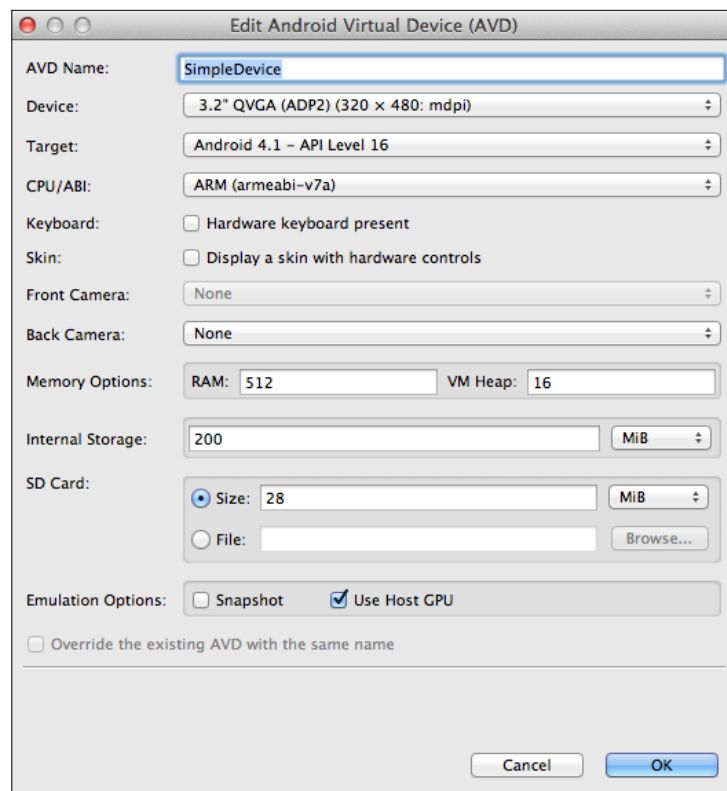 Edit Android Virtual Device (AVD)
AVD Name: SimpleDevice
Device: 3.2" QVGA (ADP2) (320 × 480: mdpi)
Target: Android 4.1 – API Level 16
CPU/ABI: ARM (armeabi-v7a)
Keyboard: Hardware keyboard present
Skin: Display a skin with hardware controls
Front Camera: None
Back Camera: None
Memory Options: RAM: 512 VM Heap: 16
Internal Storage: 200 MiB
SD Card:
Size: 28 MiB
File: Browse...
Emulation Options: Snapshot Use Host GPU
Override the existing AVD with the same name
Cancel OK